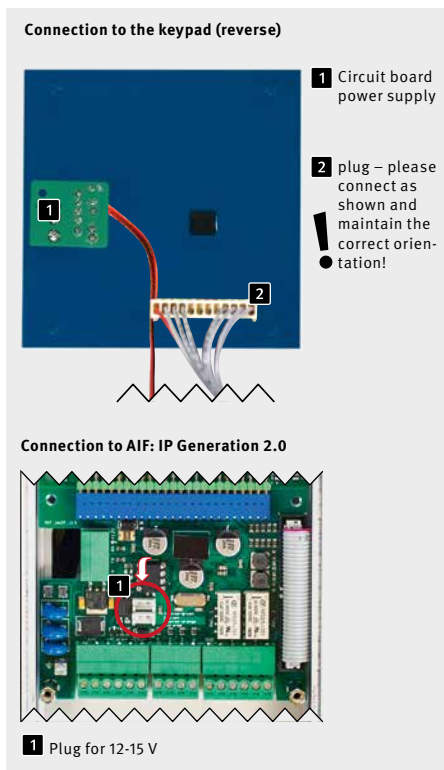 Connection to the keypad (reverse)
1 Circuit board
power supply
1
2 plug – please
connect as
shown and
maintain the
correct orien-
tation!
2
Connection to AIF: IP Generation 2.0
1
1 Plug for 12-15 V